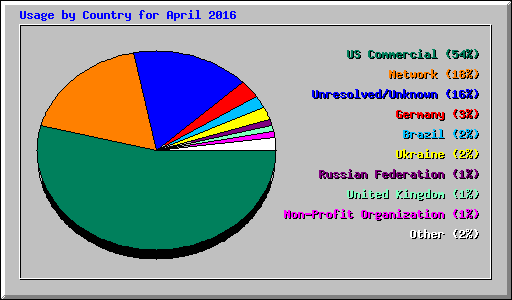 Usage by Country for April 2016
US Commercial (54%)
Network (18%)
Unresolved/Unknown (16%)
Germany (3%)
Brazil (2%)
Ukraine (2%)
Russian Federation (1%)
United Kingdom (1%)
Non-Profit Organization (1%)
Other (2%)